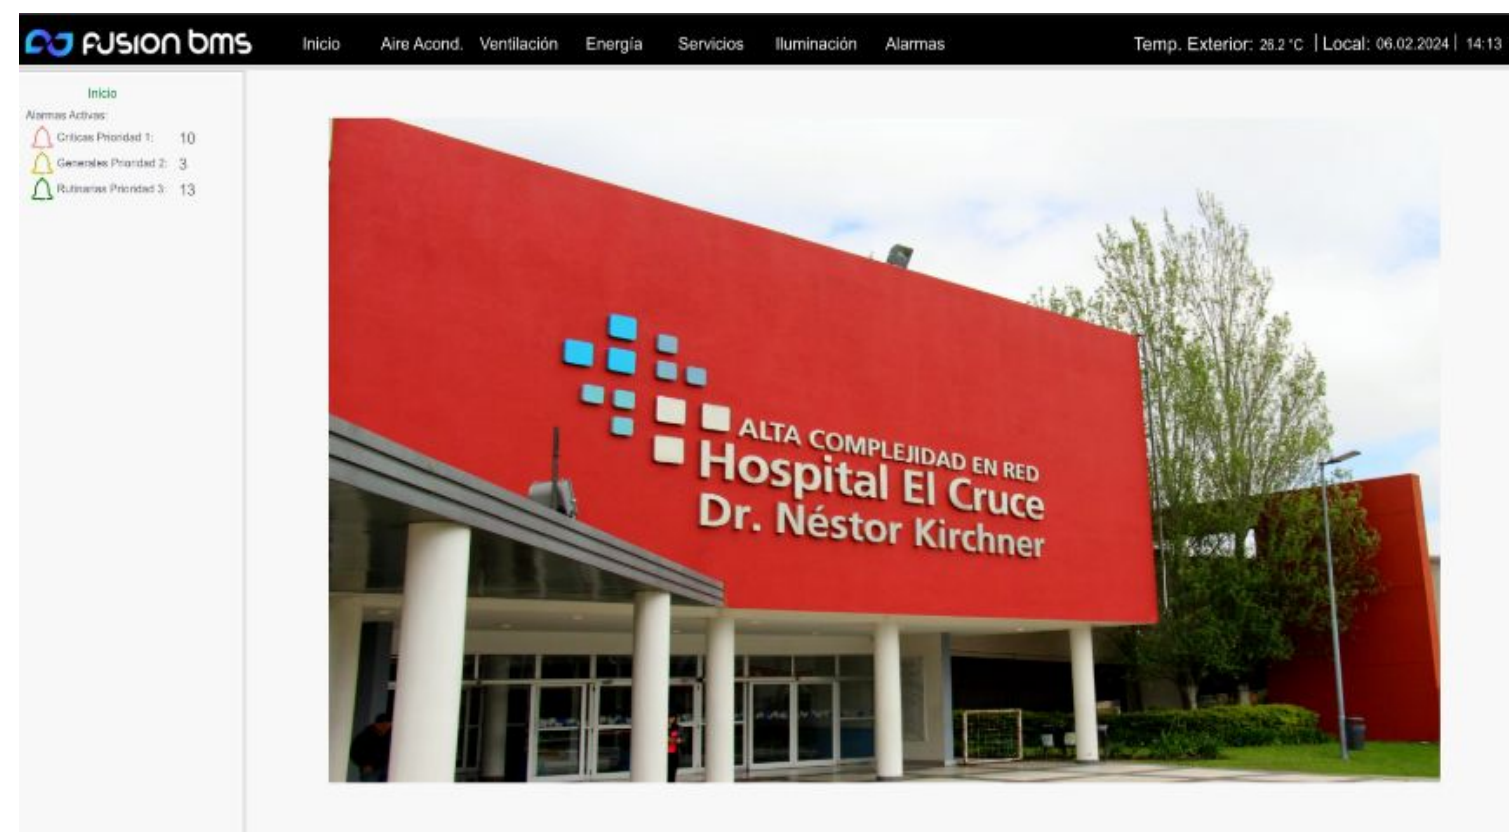 fusion bms Inicio Aire Acond. Ventilación Energía Servicios Iluminación Alarmas Temp. Exterior: 26.2 °C | Local: 06.02.2024 | 14:13
Inicio
Alarmas Activas:
Criticas Prioridad 1: 10
Generales Prioridad 2: 3
Rutinarias Prioridad 3: 13
ALTA COMPLEJIDAD EN RED
Hospital El Cruce
Dr. Néstor Kirchner